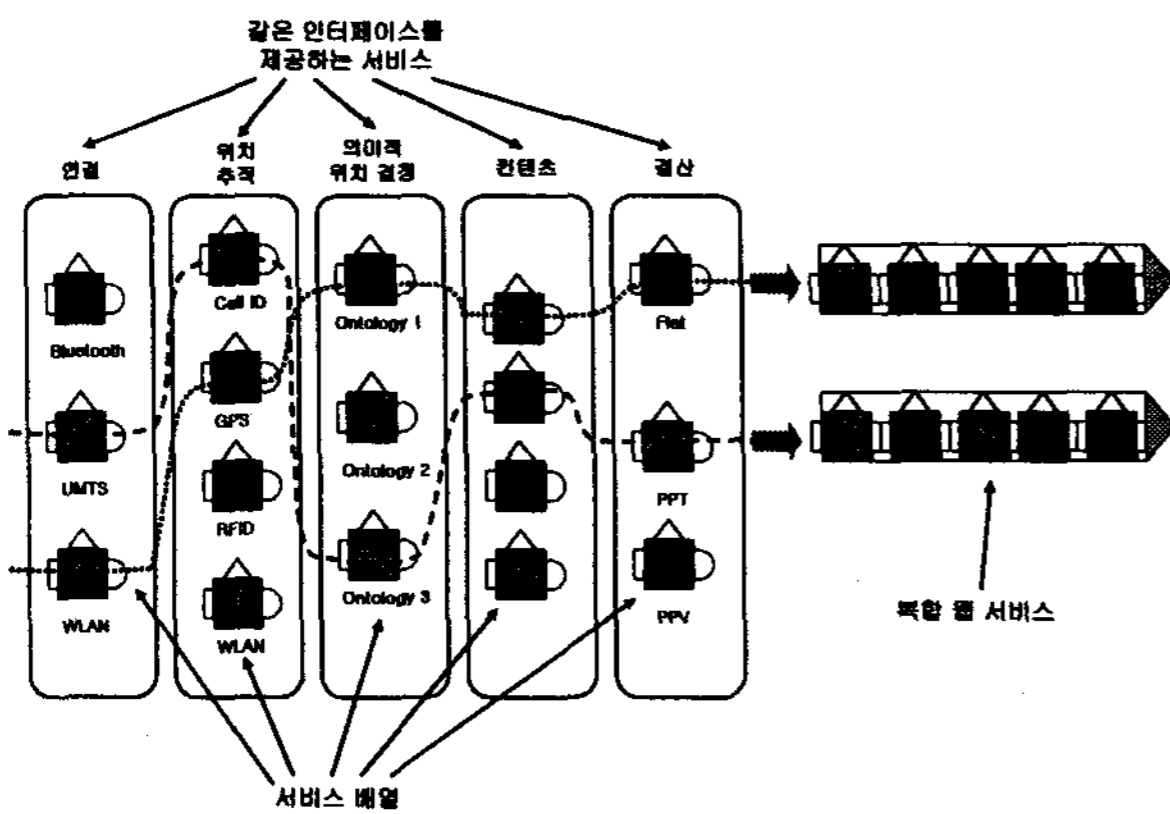 같은 인터페이스를
제공하는 서비스
연결
위치
추적
의미적
위치 결정
컨텐츠
결산
Bluetooth
UMTS
WLAN
Cell ID
GPS
RFID
WLAN
Ontology 1
Ontology 2
Ontology 3
Flat
PPT
PPV
복합 웹 서비스
서비스 배열